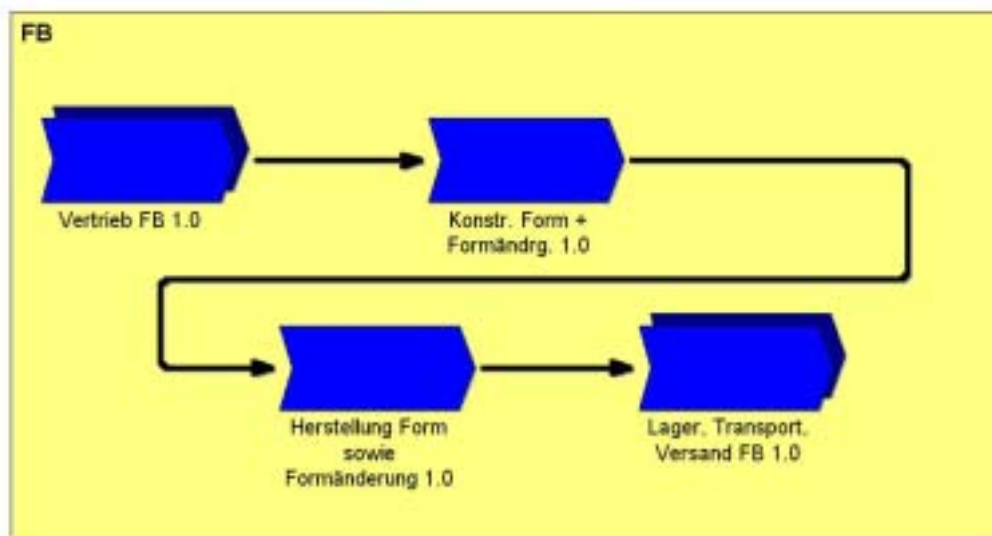 FB
Vertrieb FB 1.0
Konstr. Form +
Formändrg. 1.0
Herstellung Form
sowie
Formänderung 1.0
Lager, Transport,
Versand FB 1.0